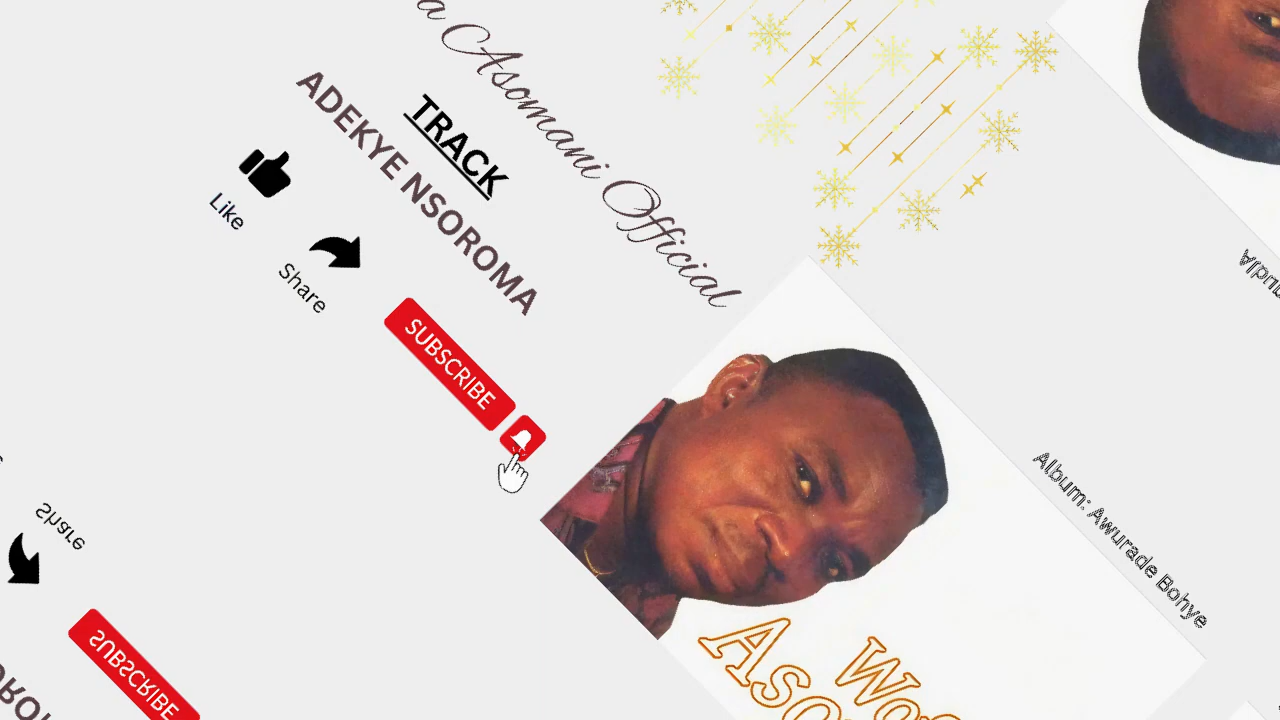 a Asomani Official
TRACK
ADEKYE NSOROMA
Like
Share
SUBSCRIBE
Album: Awurade Bohye
Share
SUBSCRIBE